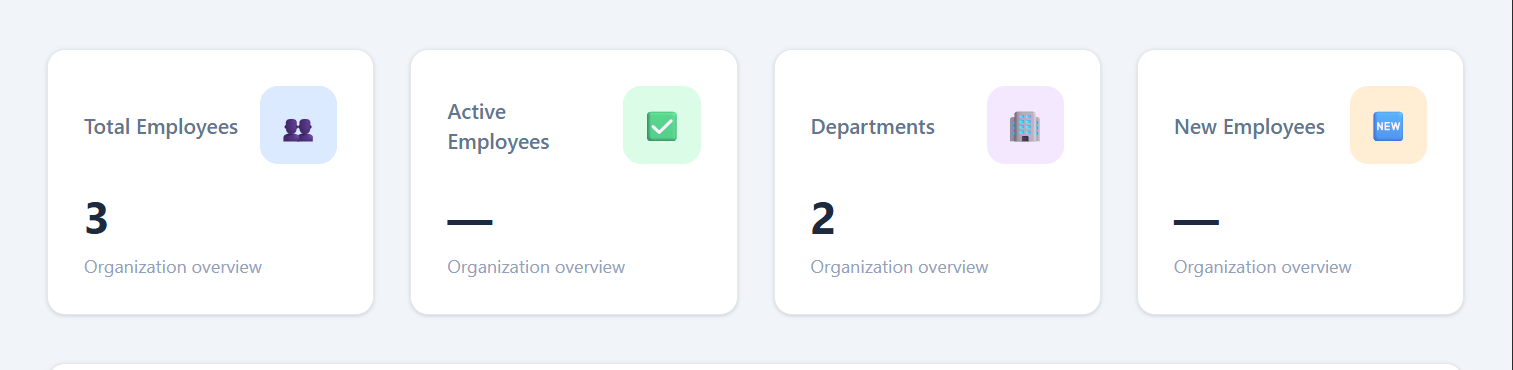 Total Employees
Active
Employees
Departments
NEW
New Employees
3
—
2
—
Organization overview
Organization overview
Organization overview
Organization overview